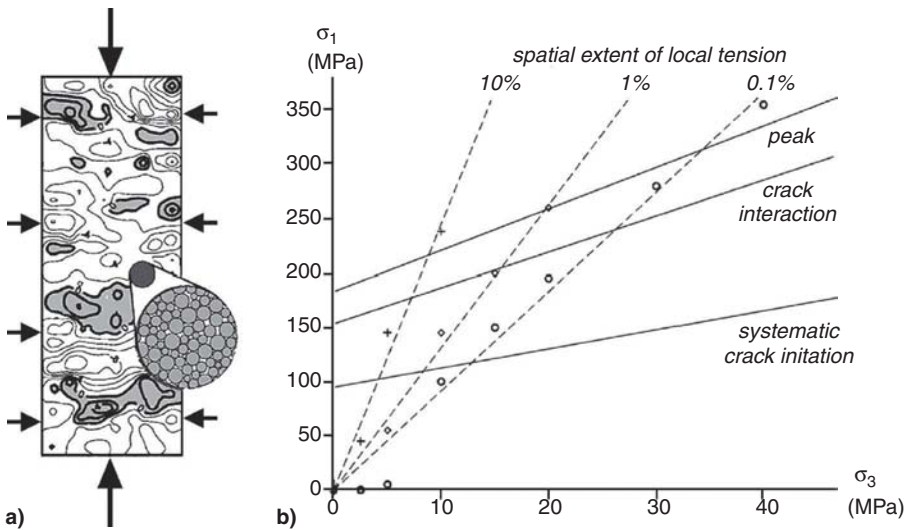 a)
b)
σ1
(MPa)
spatial extent of local tension
10%
1%
0.1%
350
300
250
200
150
100
50
0
peak
crack
interaction
systematic
crack initation
0
10
20
30
40
σ3
(MPa)